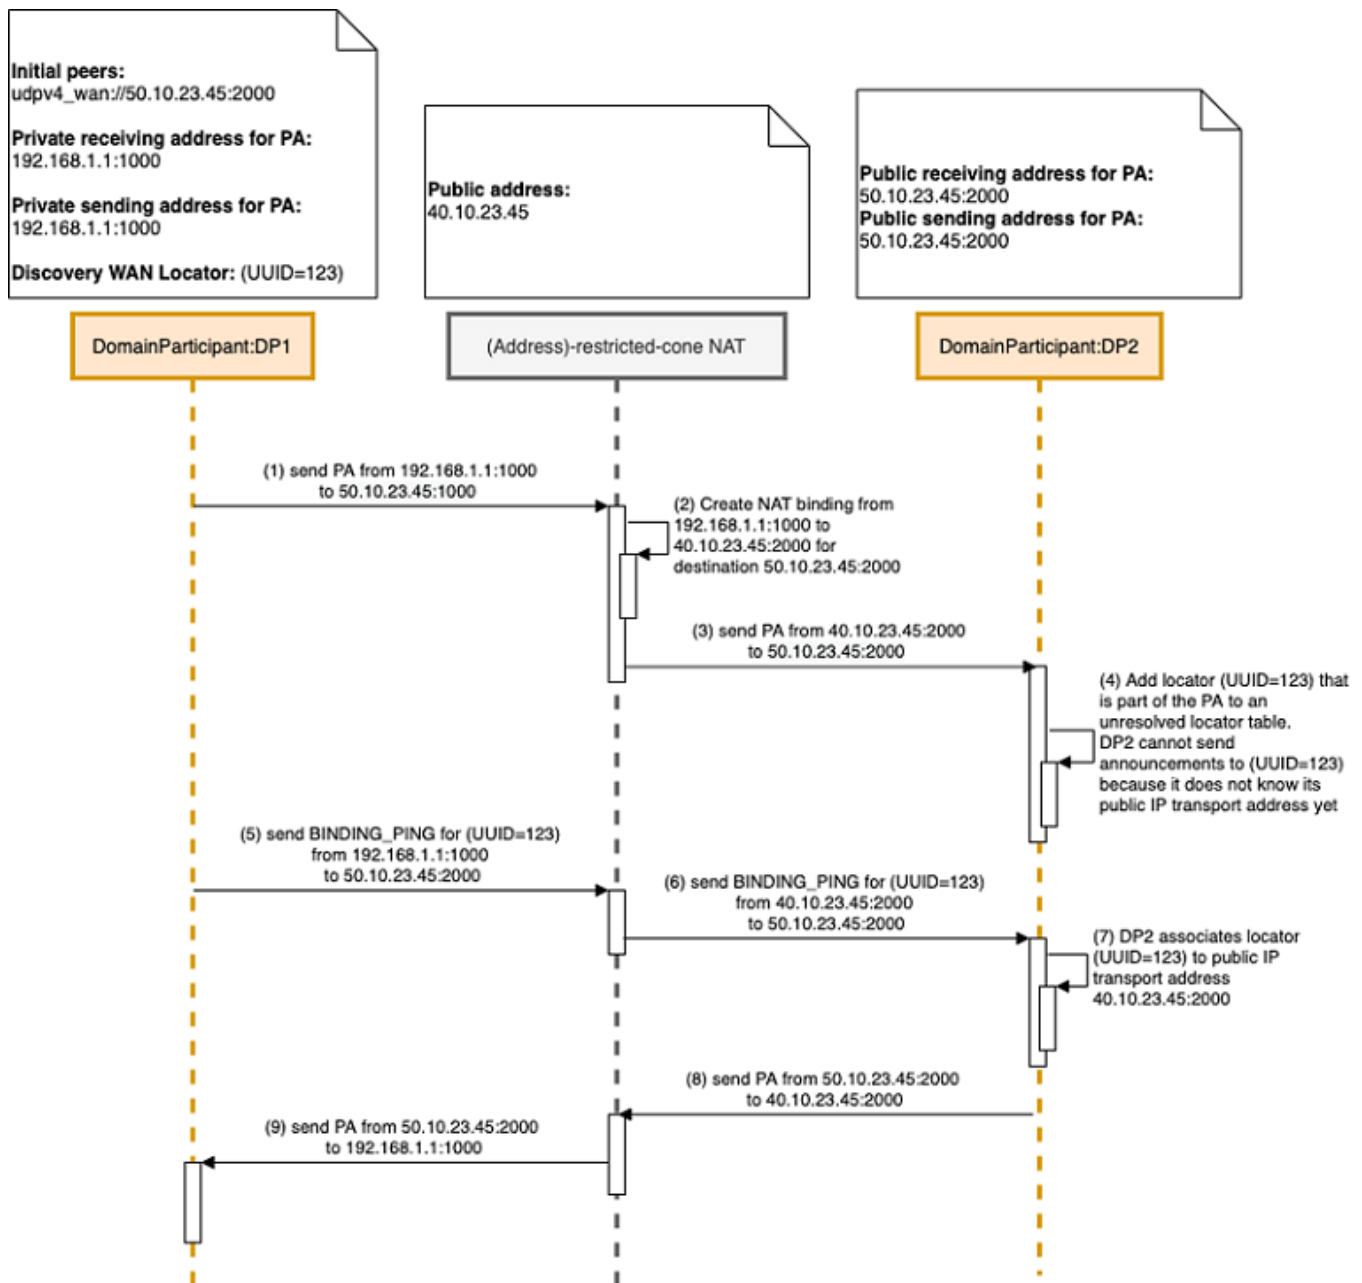 Initial peers:
udpv4_wan://50.10.23.45:2000
Private receiving address for PA:
192.168.1.1:1000
Private sending address for PA:
192.168.1.1:1000
Discovery WAN Locator: (UUID=123)
Public address:
40.10.23.45
Public receiving address for PA:
50.10.23.45:2000
Public sending address for PA:
50.10.23.45:2000
DomainParticipant:DP1
(Address)-restricted-cone NAT
DomainParticipant:DP2
(1) send PA from 192.168.1.1:1000
to 50.10.23.45:1000
(2) Create NAT binding from
192.168.1.1:1000 to
40.10.23.45:2000 for
destination 50.10.23.45:2000
(3) send PA from 40.10.23.45:2000
to 50.10.23.45:2000
(4) Add locator (UUID=123) that
is part of the PA to an
unresolved locator table.
DP2 cannot send
announcements to (UUID=123)
because it does not know its
public IP transport address yet
(5) send BINDING_PING for (UUID=123)
from 192.168.1.1:1000
to 50.10.23.45:2000
(6) send BINDING_PING for (UUID=123)
from 40.10.23.45:2000
to 50.10.23.45:2000
(7) DP2 associates locator
(UUID=123) to public IP
transport address
40.10.23.45:2000
(8) send PA from 50.10.23.45:2000
to 40.10.23.45:2000
(9) send PA from 50.10.23.45:2000
to 192.168.1.1:1000